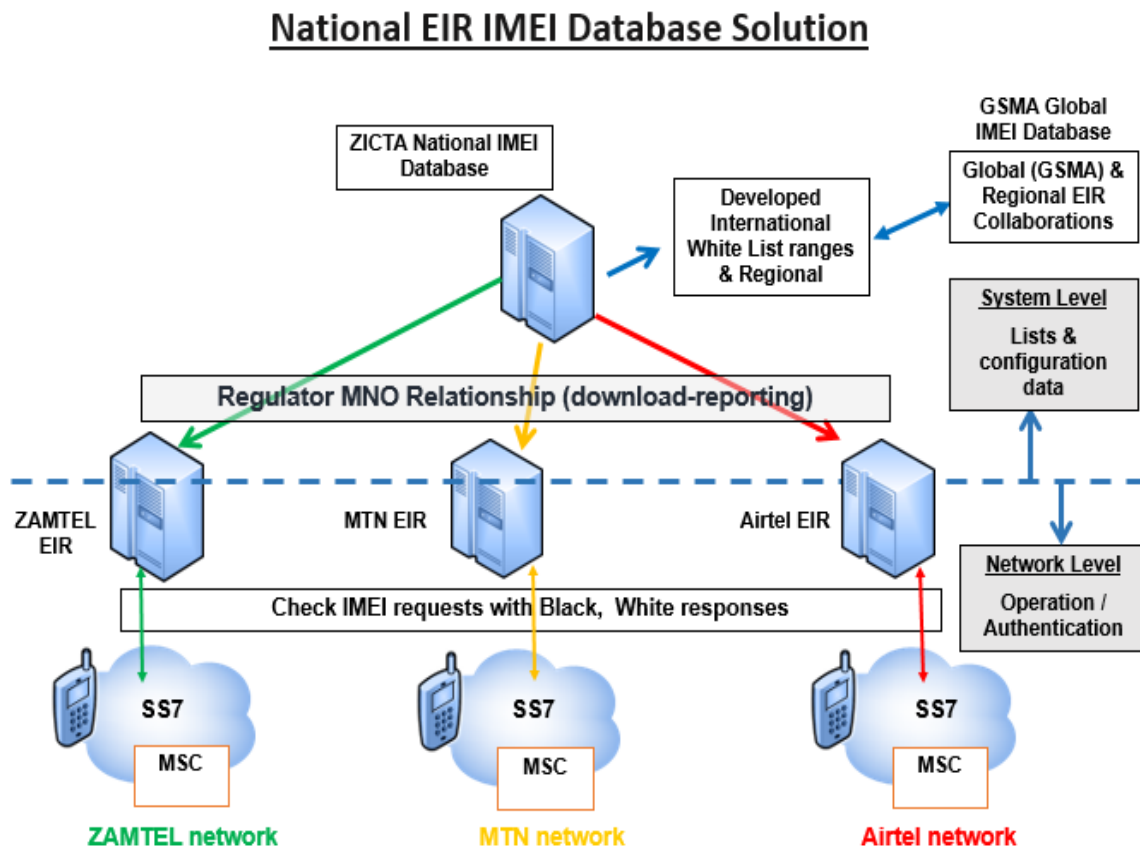 National EIR IMEI Database Solution
GSMA Global
IMEI Database
ZICTA National IMEI
Database
Global (GSMA) &
Regional EIR
Collaborations
Developed
International
White List ranges
& Regional
System Level
Lists &
configuration
data
Regulator MNO Relationship (download-reporting)
ZAMTEL
EIR
MTN EIR
Airtel EIR
Network Level
Operation /
Authentication
Check IMEI requests with Black, White responses
SS7
MSC
SS7
MSC
SS7
MSC
ZAMTEL network
MTN network
Airtel network